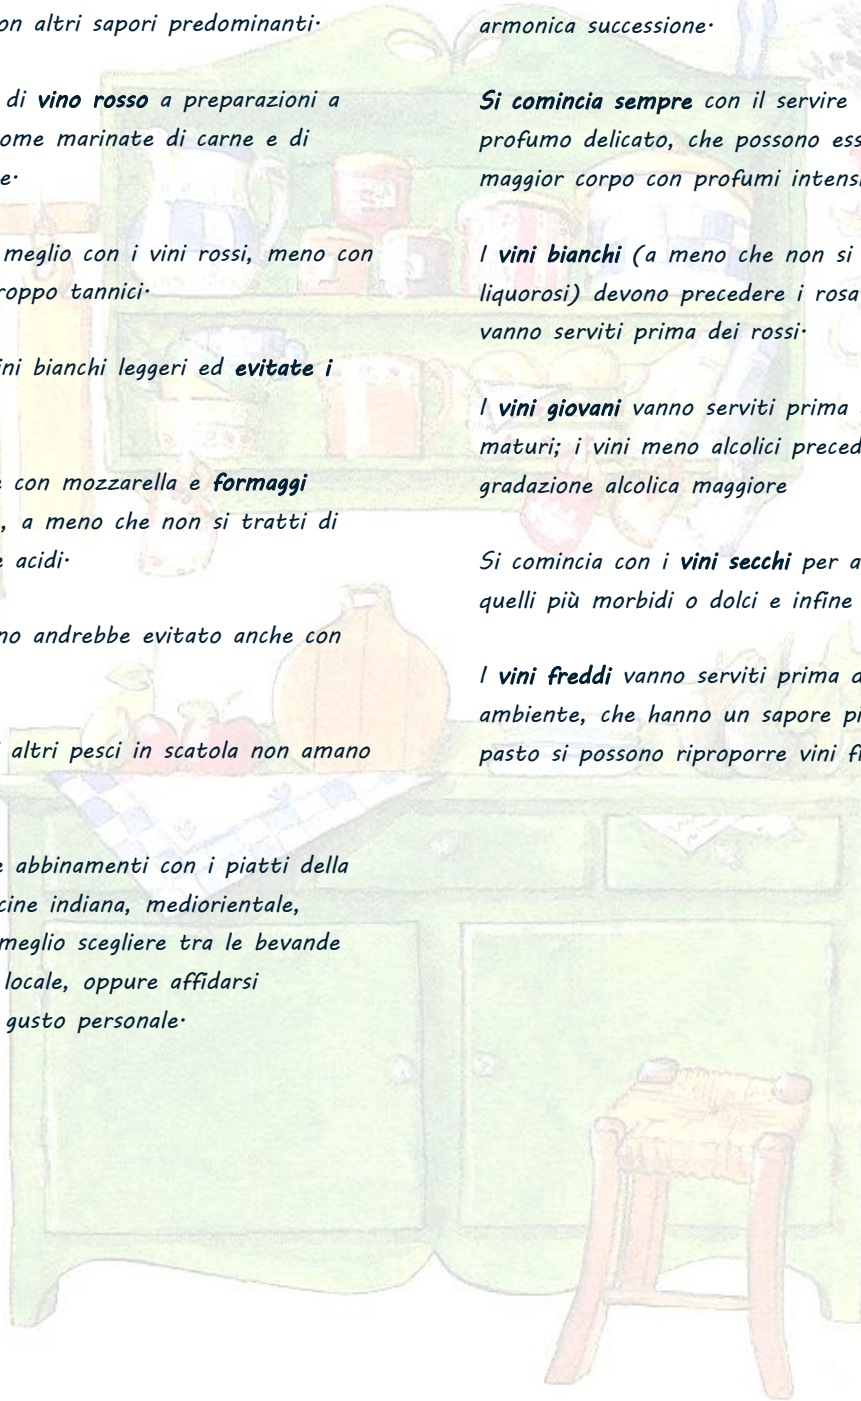 on altri sapori predominanti·
di vino rosso a preparazioni a
ome marinate di carne e di
e·
meglio con i vini rossi, meno con
roppo tannici·
ini bianchi leggeri ed evitate i
e con mozzarella e formaggi
, a meno che non si tratti di
e acidi·
no andrebbe evitato anche con
i altri pesci in scatola non amano
e abbinamenti con i piatti della
cine indiana, mediorientale,
meglio scegliere tra le bevande
locale, oppure affidarsi
gusto personale·
armonica successione·
Si comincia sempre con il servire
profumo delicato, che possono ess
maggior corpo con profumi intensi
I vini bianchi (a meno che non si
liquorosi) devono precedere i rosa
vanno serviti prima dei rossi·
I vini giovani vanno serviti prima
maturi; i vini meno alcolici preced
gradazione alcolica maggiore
Si comincia con i vini secchi per a
quelli più morbidi o dolci e infine
I vini freddi vanno serviti prima d
ambiente, che hanno un sapore pi
pasto si possono riproporre vini f